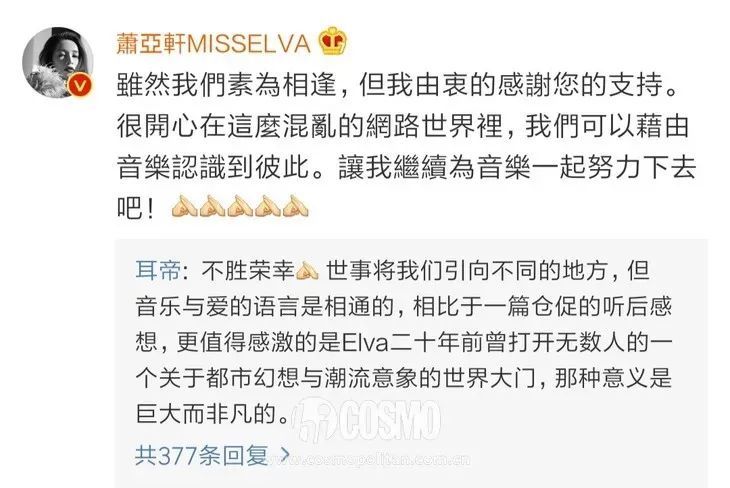 蕭亞軒MISSELVA
雖然我們素為相逢，但我由衷的感謝您的支持。
很開心在這麼混亂的網路世界裡，我們可以藉由
音樂認識到彼此。讓我繼續為音樂一起努力下去
吧！
耳帝：不胜荣幸 世事将我们引向不同的地方，但
音乐与爱的语言是相通的，相比于一篇仓促的听后感
想，更值得感激的是Elva二十年前曾打开无数人的一
个关于都市幻想与潮流意象的世界大门，那种意义是
巨大而非凡的。
COSMO
共377条回复 >
www.cosmopolitan.com.cn